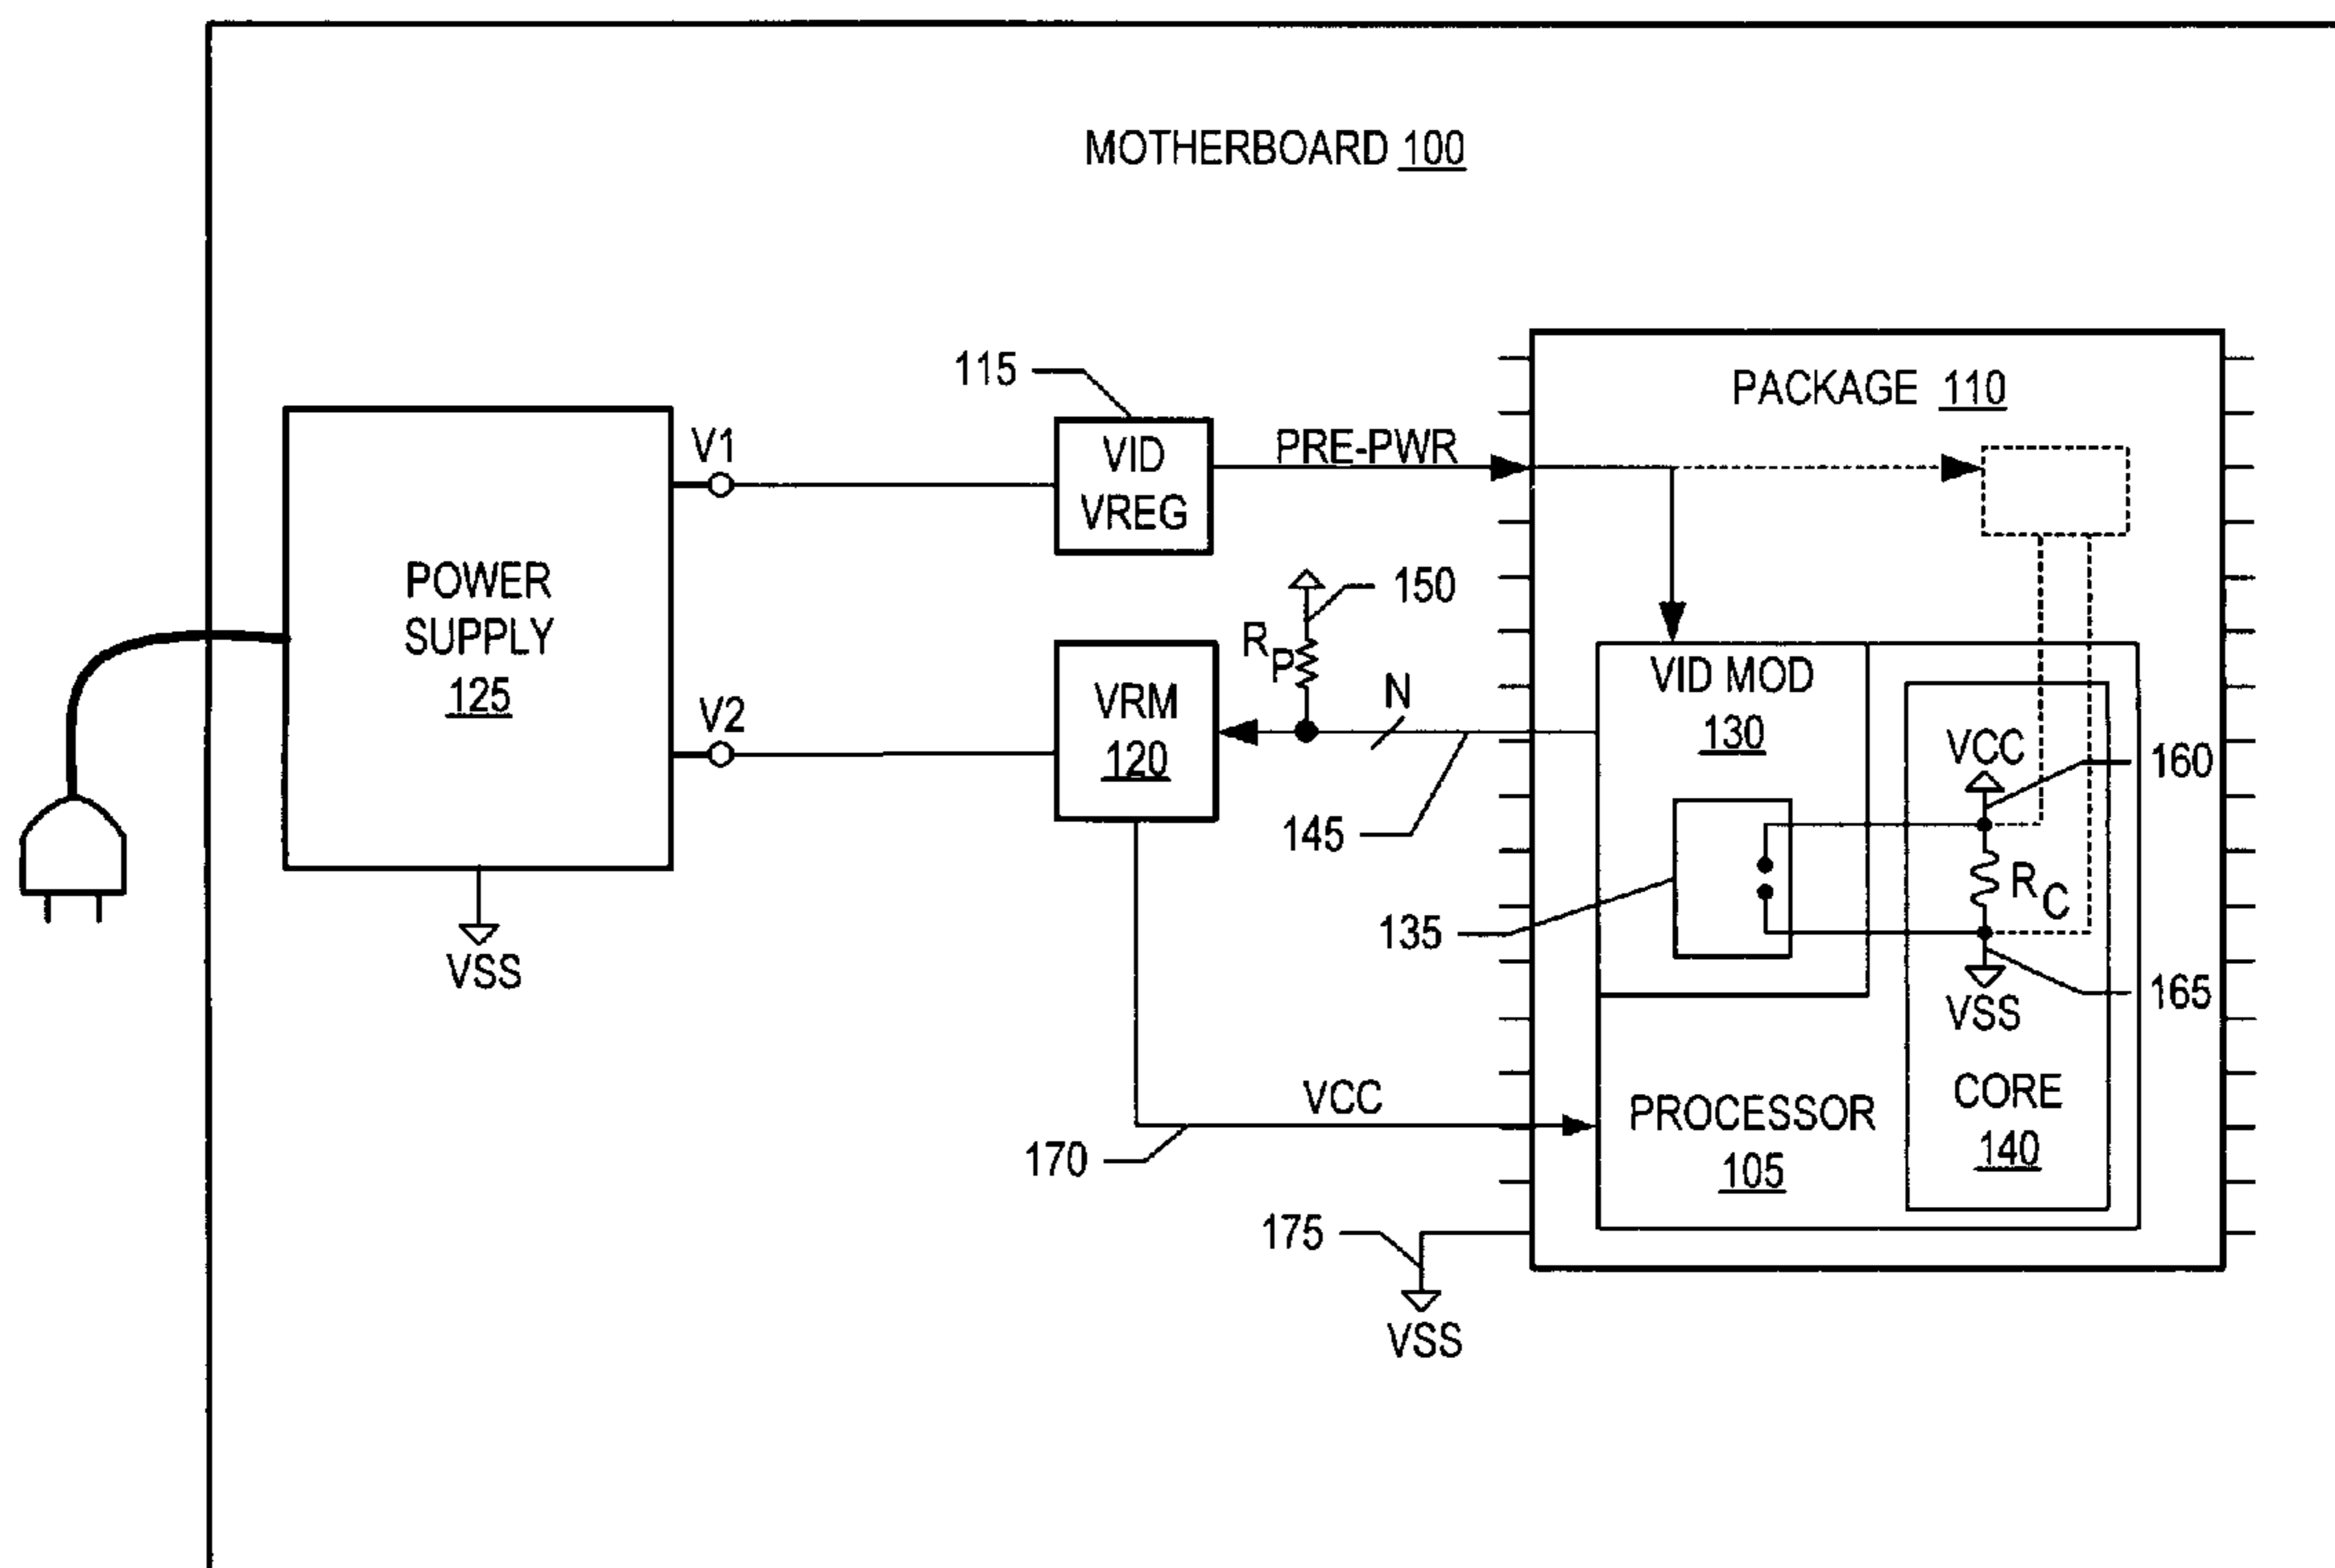 MOTHERBOARD 100
115
PACKAGE 110
V1
VID
VREG
PRE-PWR
POWER
SUPPLY
125
150
RP
N
VID MOD
130
V2
VRM
120
VCC
160
145
RC
135
VSS
165
VSS
VCC
CORE
140
PROCESSOR
105
170
175
VSS